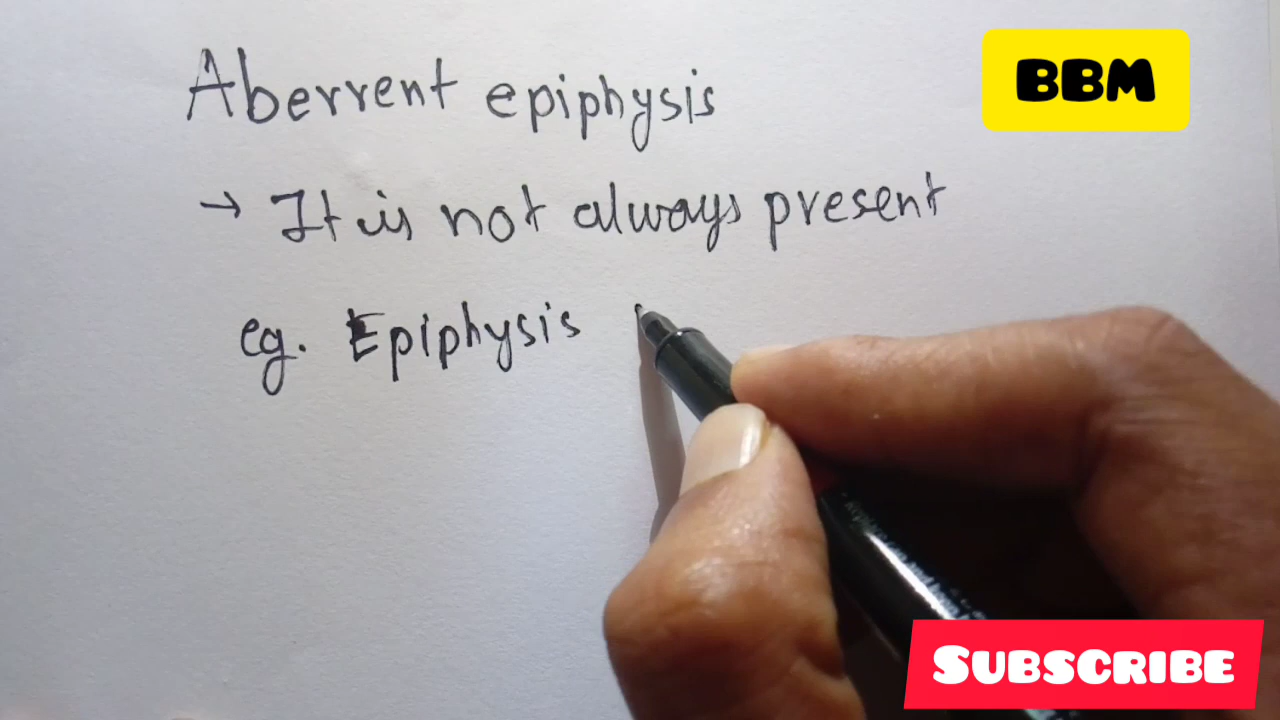 Aberrent epiphysis
BBM
→ It is not always present
eg. Epiphysis
SUBSCRIBE